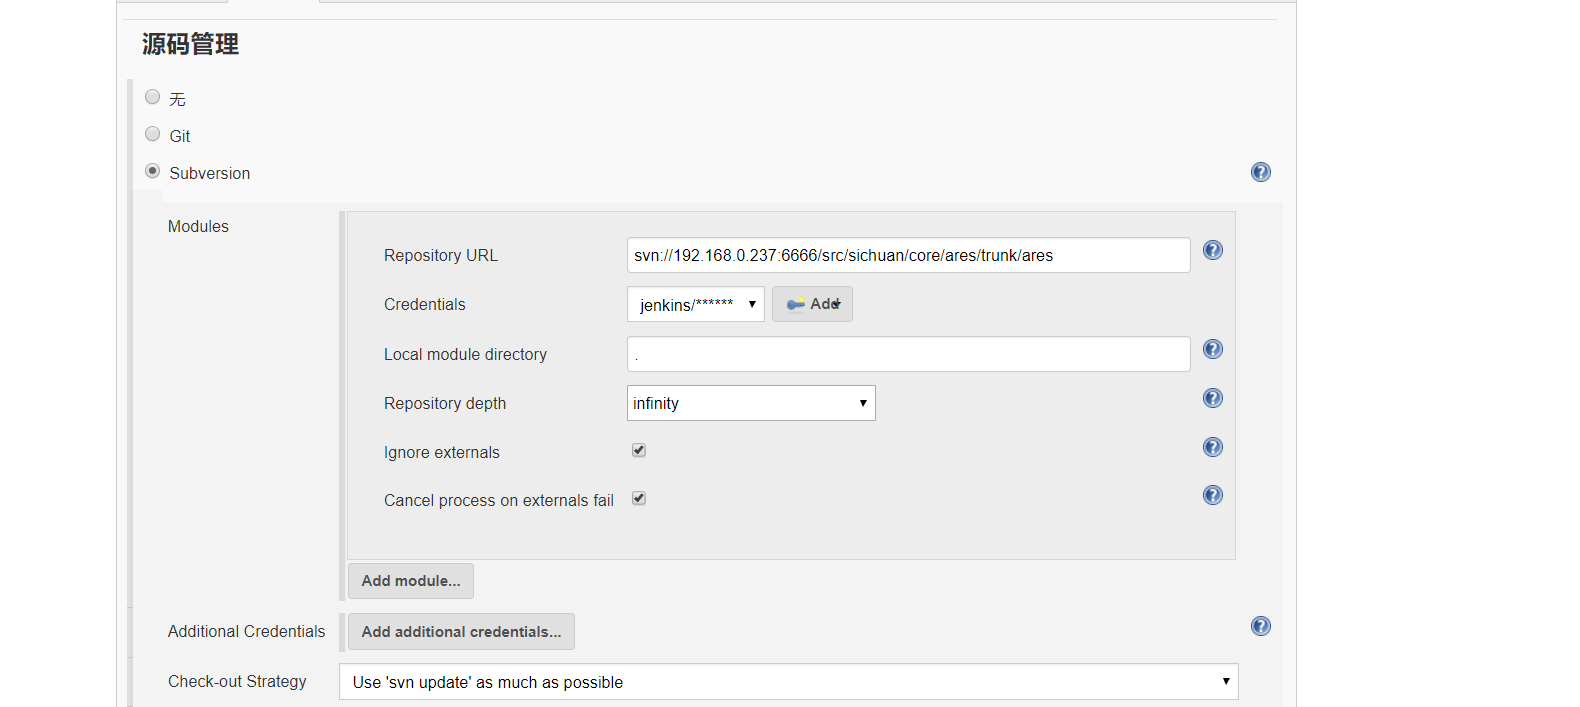 源码管理
无
Git
Subversion
Modules
Repository URL
svn://192.168.0.237:6666/src/sichuan/core/ares/trunk/ares
Credentials
jenkins/******
Add
Local module directory
.
Repository depth
infinity
Ignore externals
Cancel process on externals fail
Add module...
Additional Credentials
Add additional credentials...
Check-out Strategy
Use 'svn update' as much as possible